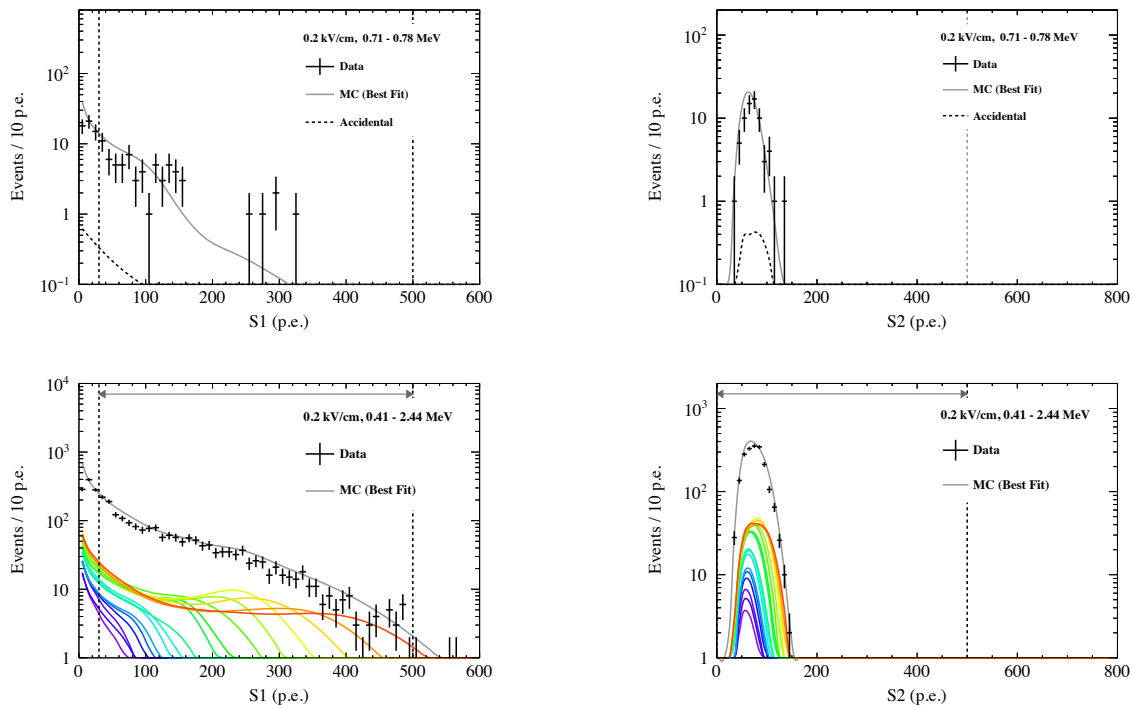 0.2 kV/cm, 0.71 - 0.78 MeV
Data
MC (Best Fit)
Accidental
Events / 10 p.e.
10²
10
1
10⁻¹
0 100 200 300 400 500 600
S1 (p.e.)
0.2 kV/cm, 0.71 - 0.78 MeV
Data
MC (Best Fit)
Accidental
Events / 10 p.e.
10²
10
1
10⁻¹
0 200 400 600 800
S2 (p.e.)
0.2 kV/cm, 0.41 - 2.44 MeV
Data
MC (Best Fit)
Events / 10 p.e.
10⁴
10³
10²
10
1
0 100 200 300 400 500 600
S1 (p.e.)
0.2 kV/cm, 0.41 - 2.44 MeV
Data
MC (Best Fit)
Events / 10 p.e.
10³
10²
10
1
0 200 400 600 800
S2 (p.e.)